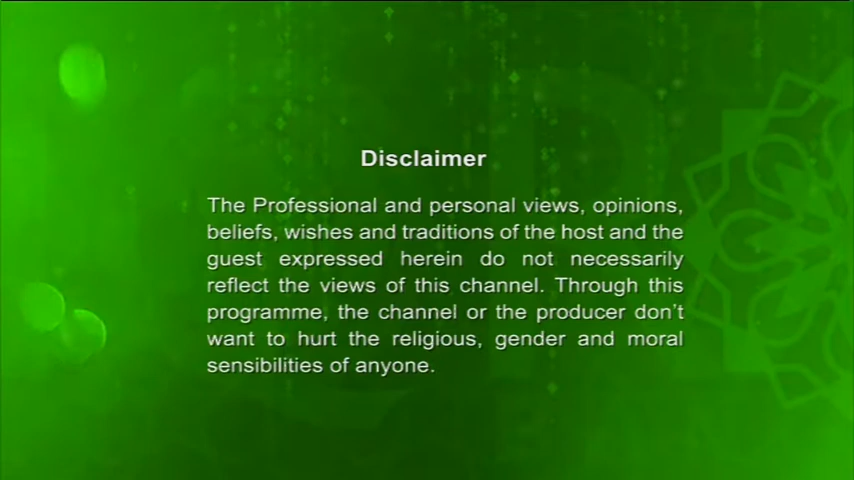 Disclaimer
The Professional and personal views, opinions,
beliefs, wishes and traditions of the host and the
guest expressed herein do not necessarily
reflect the views of this channel. Through this
programme, the channel or the producer don't
want to hurt the religious, gender and moral
sensibilities of anyone.